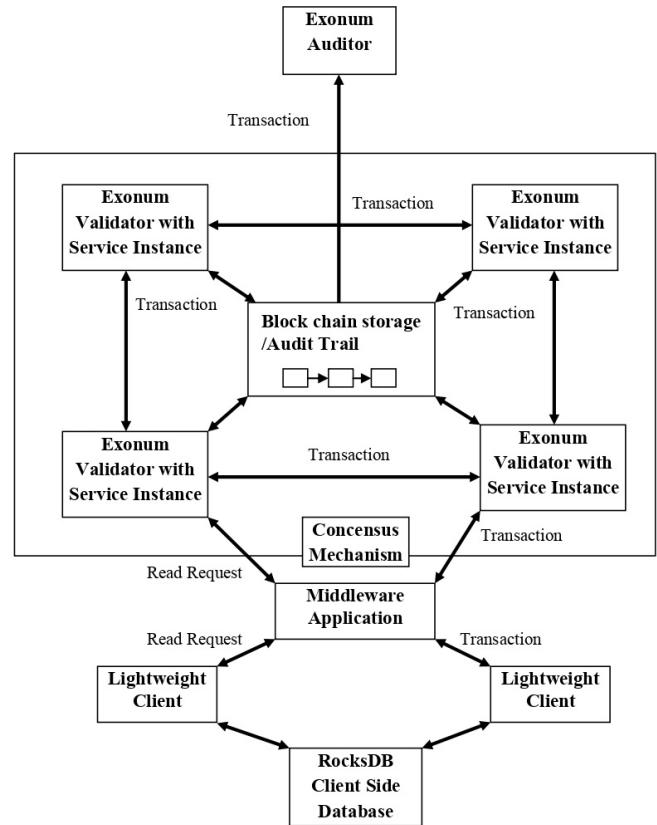 Exonum
Auditor
Transaction
Exonum
Validator with
Service Instance
Transaction
Exonum
Validator with
Service Instance
Transaction
Block chain storage
/Audit Trail
Transaction
Exonum
Validator with
Service Instance
Transaction
Exonum
Validator with
Service Instance
Concensus
Mechanism
Transaction
Read Request
Middleware
Application
Read Request
Transaction
Lightweight
Client
Lightweight
Client
RocksDB
Client Side
Database